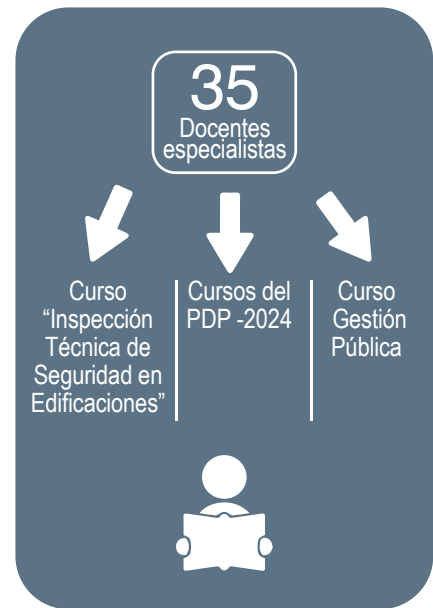 35
Docentes
especialistas
Curso
“Inspección
Técnica de
Seguridad en
Edificaciones”
Cursos del
PDP -2024
Curso
Gestión
Pública